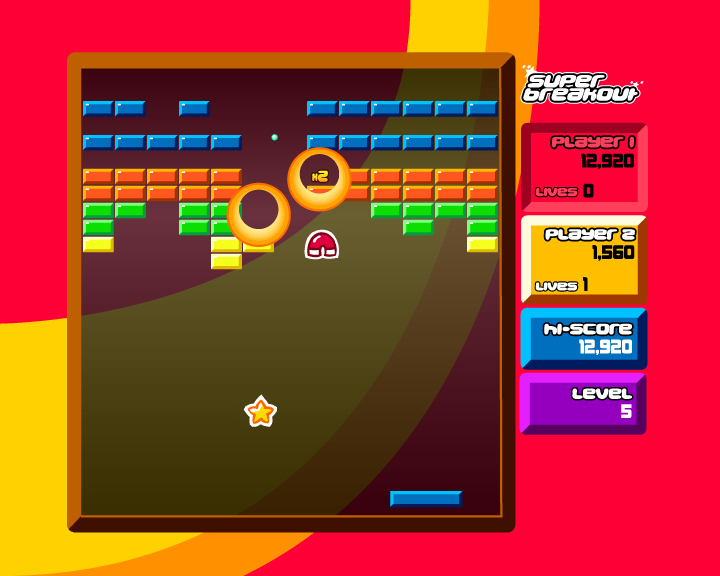 super
breakout
Player 1
12,920
Lives 0
Player 2
1,560
Lives 1
hi-score
12,920
Level
5
x2